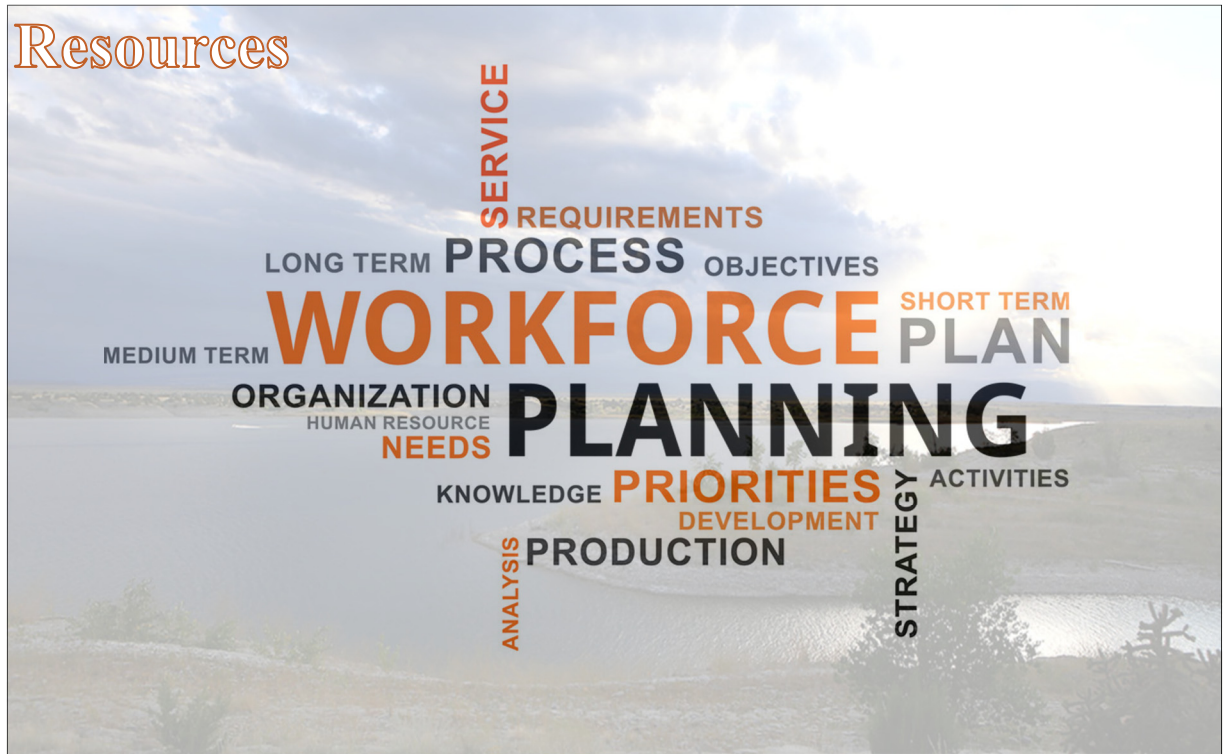 Resources
SERVICE
REQUIREMENTS
LONG TERM PROCESS OBJECTIVES
WORKFORCE
SHORT TERM
PLAN
MEDIUM TERM
ORGANIZATION
HUMAN RESOURCE
NEEDS
PLANNING
KNOWLEDGE PRIORITIES
ACTIVITIES
DEVELOPMENT
STRATEGY
ANALYSIS
PRODUCTION